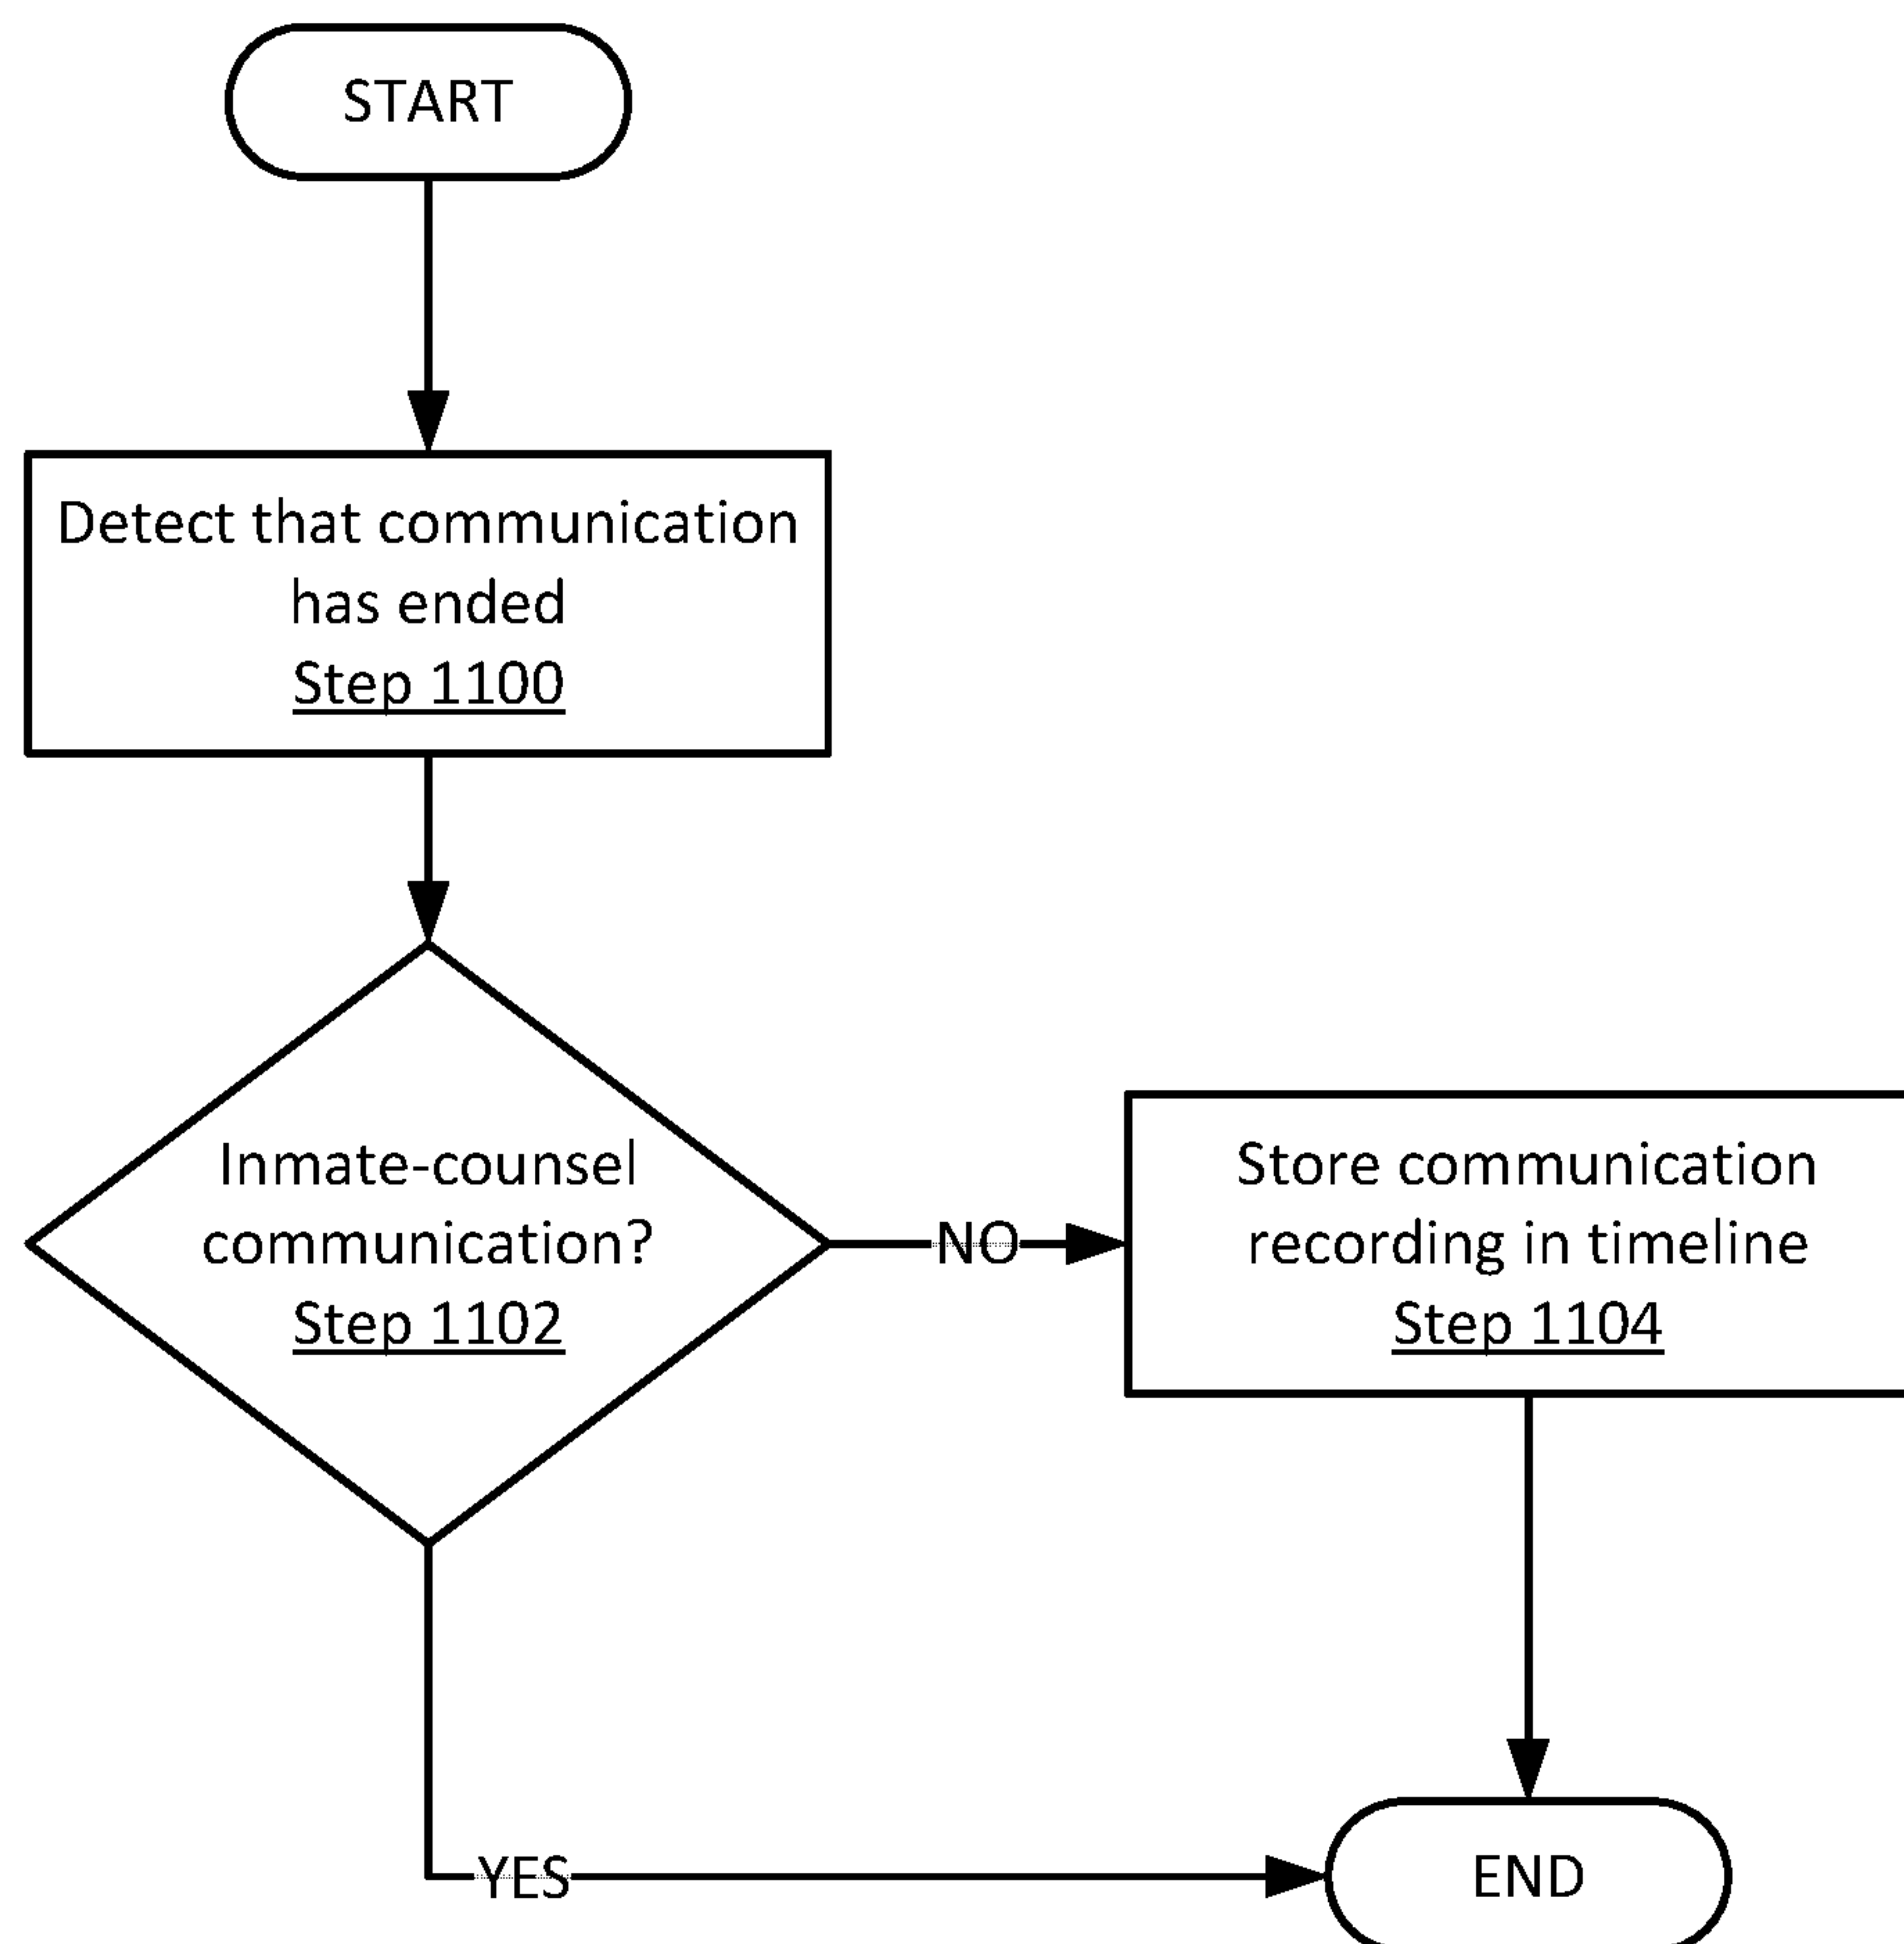 START
Detect that communication
has ended
Step 1100
Inmate-counsel
communication?
Step 1102
NO
Store communication
recording in timeline
Step 1104
YES
END